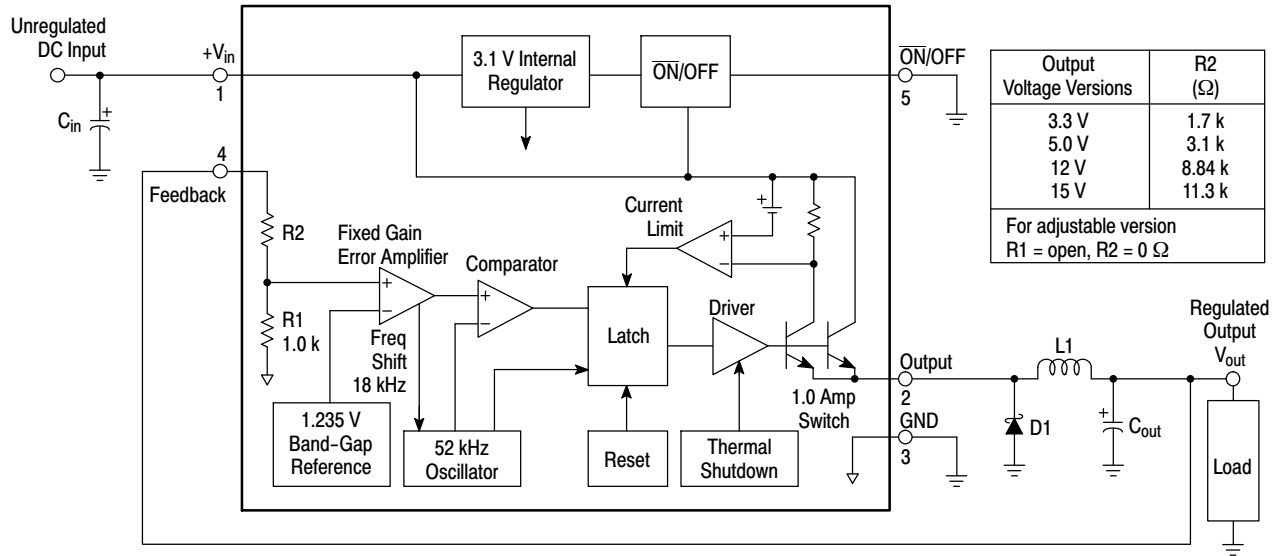 Unregulated
DC Input
+Vin
1
Cin
+
4
Feedback
3.1 V Internal
Regulator
O̅N̅/OFF
O̅N̅/OFF
5
Output
Voltage Versions
R2
(Ω)
3.3 V
1.7 k
5.0 V
3.1 k
12 V
8.84 k
15 V
11.3 k
For adjustable version
R1 = open, R2 = 0 Ω
R2
R1
1.0 k
Fixed Gain
Error Amplifier
+
−
Freq
Shift
18 kHz
Comparator
+
−
Current
Limit
+
+
−
Latch
Driver
1.0 Amp
Switch
1.235 V
Band-Gap
Reference
52 kHz
Oscillator
Reset
Thermal
Shutdown
Output
2
GND
3
L1
D1
+
Cout
Regulated
Output
Vout
Load